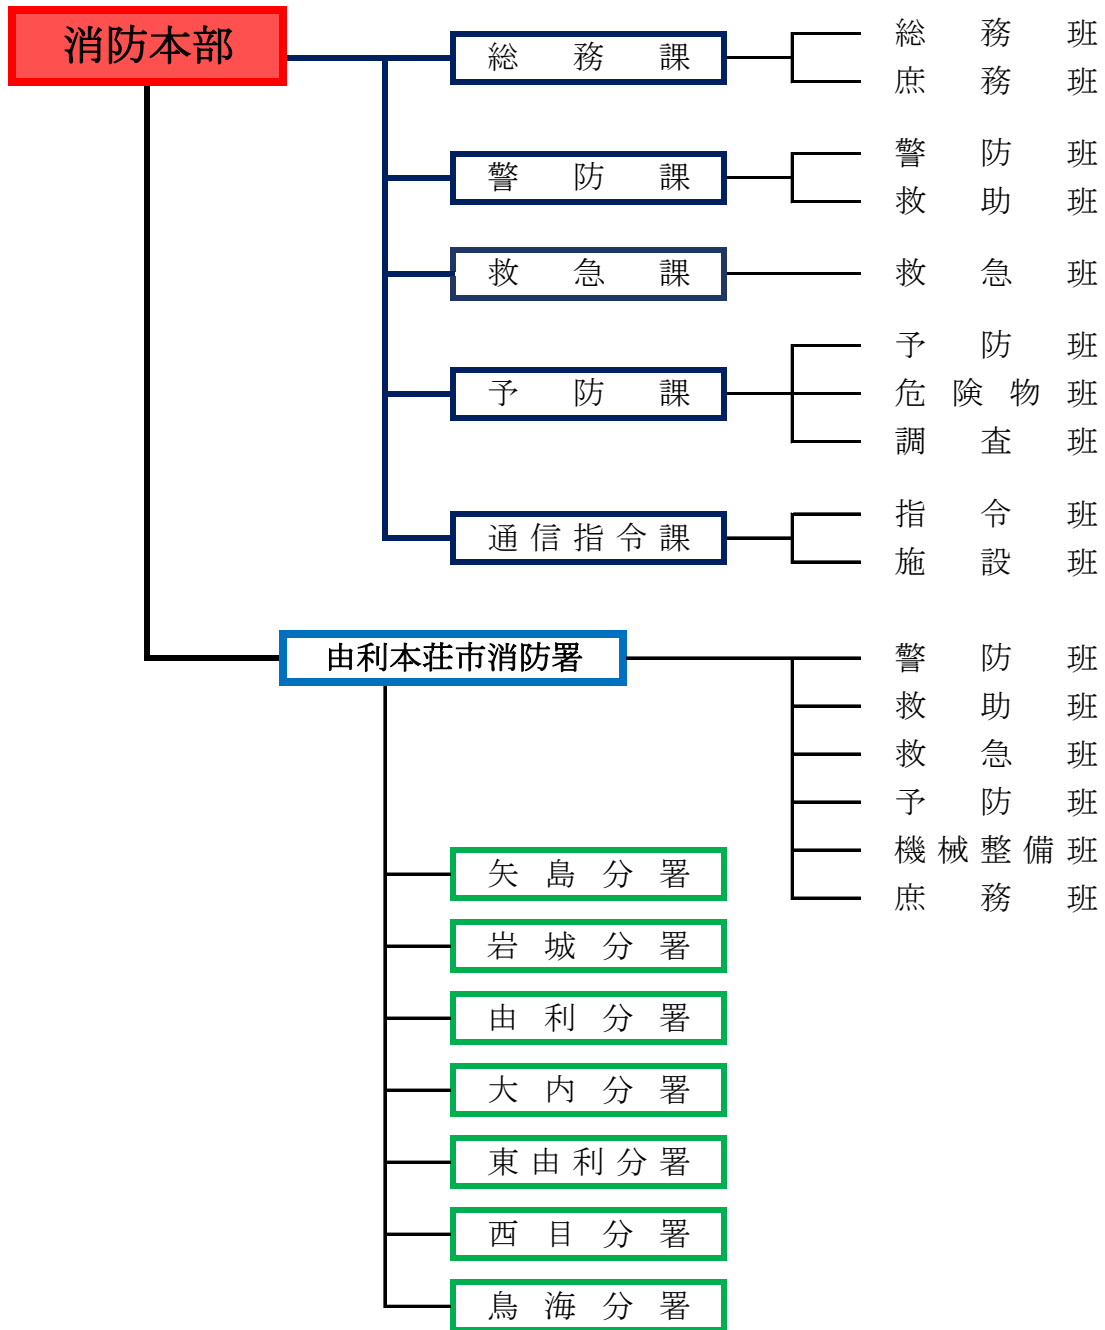 消防本部
総務課
総務班
庶務班
警防課
警防班
救助班
救急課
救急班
予防課
予防班
危険物班
調査班
通信指令課
指令班
施設班
由利本荘市消防署
警防班
救助班
救急班
予防班
機械整備班
庶務班
矢島分署
岩城分署
由利分署
大内分署
東由利分署
西目分署
鳥海分署